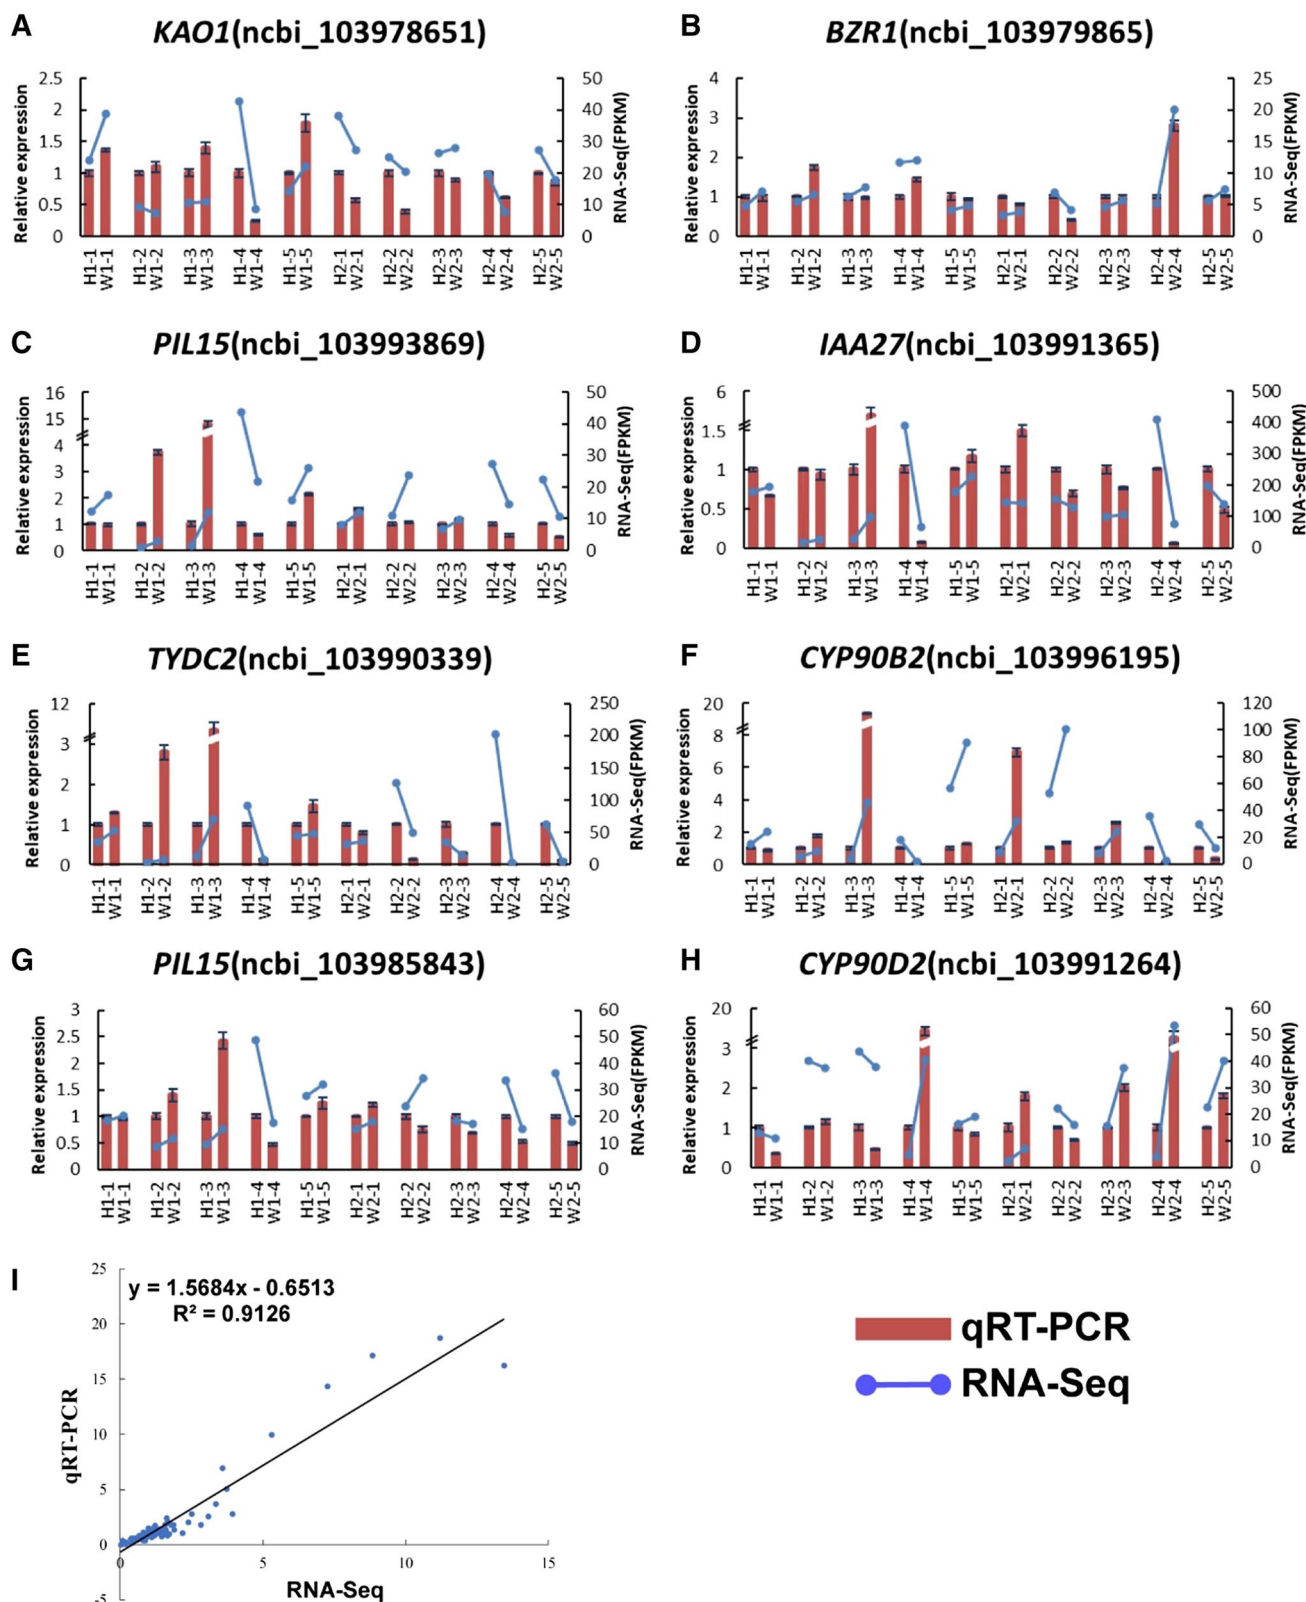 A
KAO1(ncbi_103978651)
Relative expression
2.5
2
1.5
1
0.5
0
50
40
30
20
10
0
RNA-Seq(FPKM)
H1-1 W1-1 H1-2 W1-2 H1-3 W1-3 H1-4 W1-4 H1-5 W1-5 H2-1 W2-1 H2-2 W2-2 H2-3 W2-3 H2-4 W2-4 H2-5 W2-5
B
BZR1(ncbi_103979865)
Relative expression
4
3
2
1
0
25
20
15
10
5
0
RNA-Seq(FPKM)
H1-1 W1-1 H1-2 W1-2 H1-3 W1-3 H1-4 W1-4 H1-5 W1-5 H2-1 W2-1 H2-2 W2-2 H2-3 W2-3 H2-4 W2-4 H2-5 W2-5
C
PIL15(ncbi_103993869)
Relative expression
16
15
4
3
2
1
0
50
40
30
20
10
0
RNA-Seq(FPKM)
H1-1 W1-1 H1-2 W1-2 H1-3 W1-3 H1-4 W1-4 H1-5 W1-5 H2-1 W2-1 H2-2 W2-2 H2-3 W2-3 H2-4 W2-4 H2-5 W2-5
D
IAA27(ncbi_103991365)
Relative expression
6
1.5
1
0.5
0
500
400
300
200
100
0
RNA-Seq(FPKM)
H1-1 W1-1 H1-2 W1-2 H1-3 W1-3 H1-4 W1-4 H1-5 W1-5 H2-1 W2-1 H2-2 W2-2 H2-3 W2-3 H2-4 W2-4 H2-5 W2-5
E
TYDC2(ncbi_103990339)
Relative expression
12
3
2
1
0
250
200
150
100
50
0
RNA-Seq(FPKM)
H1-1 W1-1 H1-2 W1-2 H1-3 W1-3 H1-4 W1-4 H1-5 W1-5 H2-1 W2-1 H2-2 W2-2 H2-3 W2-3 H2-4 W2-4 H2-5 W2-5
F
CYP90B2(ncbi_103996195)
Relative expression
20
8
6
4
2
0
120
100
80
60
40
20
0
RNA-Seq(FPKM)
H1-1 W1-1 H1-2 W1-2 H1-3 W1-3 H1-4 W1-4 H1-5 W1-5 H2-1 W2-1 H2-2 W2-2 H2-3 W2-3 H2-4 W2-4 H2-5 W2-5
G
PIL15(ncbi_103985843)
Relative expression
3
2.5
2
1.5
1
0.5
0
60
50
40
30
20
10
0
RNA-Seq(FPKM)
H1-1 W1-1 H1-2 W1-2 H1-3 W1-3 H1-4 W1-4 H1-5 W1-5 H2-1 W2-1 H2-2 W2-2 H2-3 W2-3 H2-4 W2-4 H2-5 W2-5
H
CYP90D2(ncbi_103991264)
Relative expression
20
3
2
1
0
60
50
40
30
20
10
0
RNA-Seq(FPKM)
H1-1 W1-1 H1-2 W1-2 H1-3 W1-3 H1-4 W1-4 H1-5 W1-5 H2-1 W2-1 H2-2 W2-2 H2-3 W2-3 H2-4 W2-4 H2-5 W2-5
I
y = 1.5684x - 0.6513
R² = 0.9126
qRT-PCR
25
20
15
10
5
0
-5
0 5 10 15
RNA-Seq
qRT-PCR
RNA-Seq